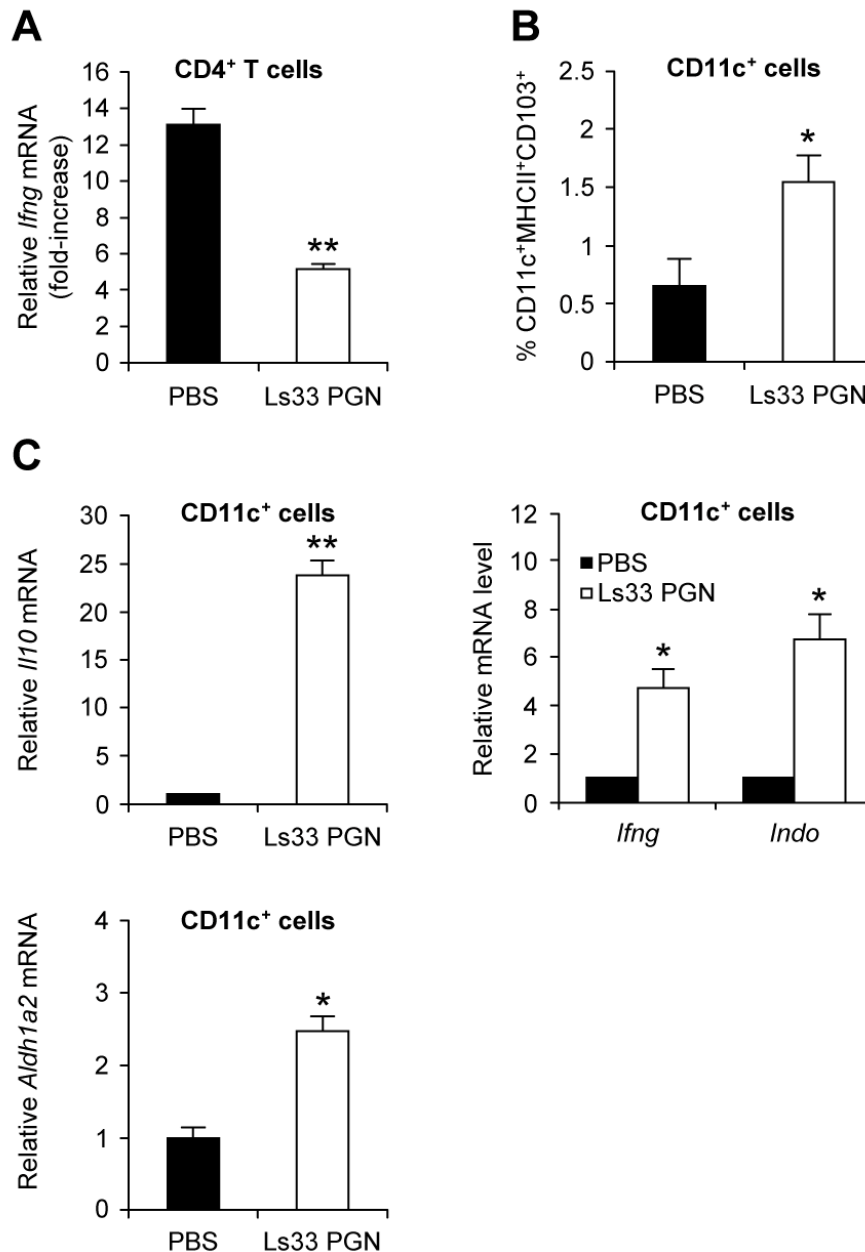 A
CD4⁺ T cells
Relative Ifng mRNA
(fold-increase)
16
14
12
10
8
6
4
2
0
**
PBS Ls33 PGN
B
CD11c⁺ cells
% CD11c⁺MHCII⁺CD103⁺
2.5
2
1.5
1
0.5
0
*
PBS Ls33 PGN
C
CD11c⁺ cells
Relative Il10 mRNA
30
25
20
15
10
5
0
**
PBS Ls33 PGN
CD11c⁺ cells
Relative mRNA level
12
10
8
6
4
2
0
PBS
Ls33 PGN
*
*
Ifng Indo
CD11c⁺ cells
Relative Aldh1a2 mRNA
4
3
2
1
0
*
PBS Ls33 PGN